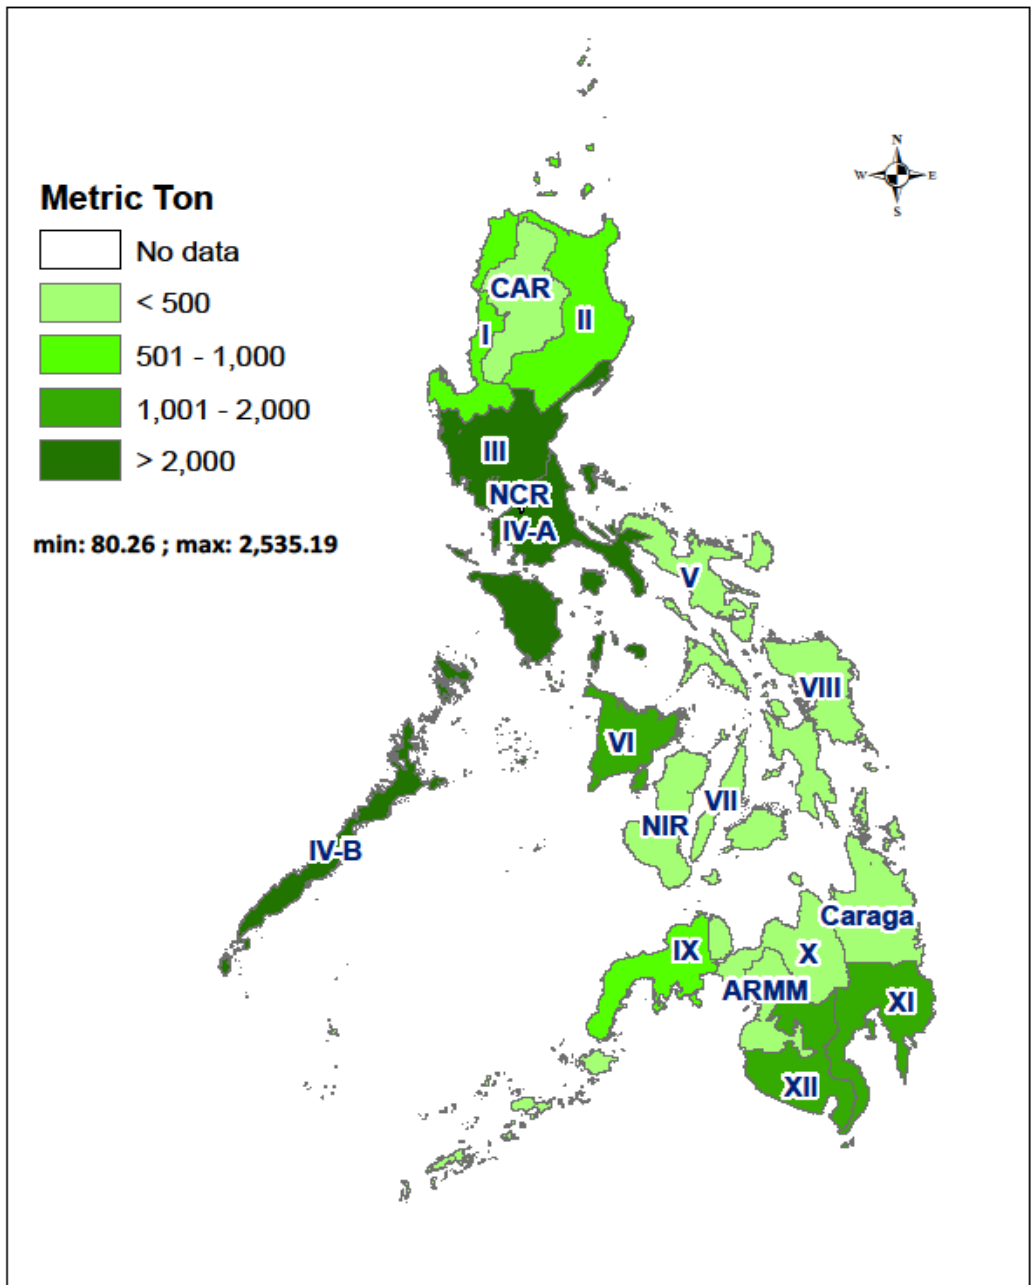 N
W E
S
Metric Ton
No data
< 500
501 - 1,000
1,001 - 2,000
> 2,000
min: 80.26 ; max: 2,535.19
CAR
I
II
III
NCR
IV-A
V
VIII
VI
VII
NIR
IV-B
Caraga
IX
X
ARMM
XI
XII